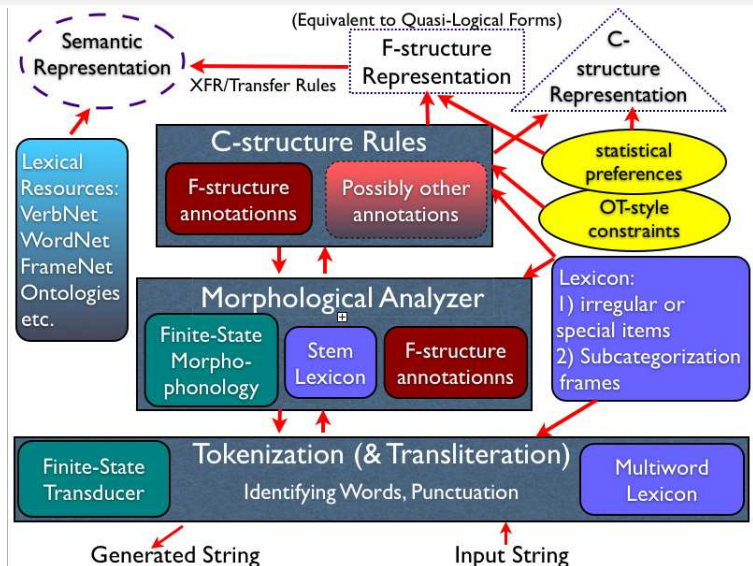 (Equivalent to Quasi-Logical Forms)
Semantic
Representation
XFR/Transfer Rules
F-structure
Representation
C-
structure
Representation
C-structure Rules
F-structure
annotationns
Possibly other
annotations
statistical
preferences
OT-style
constraints
Lexical
Resources:
VerbNet
WordNet
FrameNet
Ontologies
etc.
Morphological Analyzer
Finite-State
Morpho-
phonology
Stem
Lexicon
F-structure
annotationns
Lexicon:
1) irregular or
special items
2) Subcategorization
frames
Tokenization (& Transliteration)
Identifying Words, Punctuation
Finite-State
Transducer
Multiword
Lexicon
Generated String
Input String